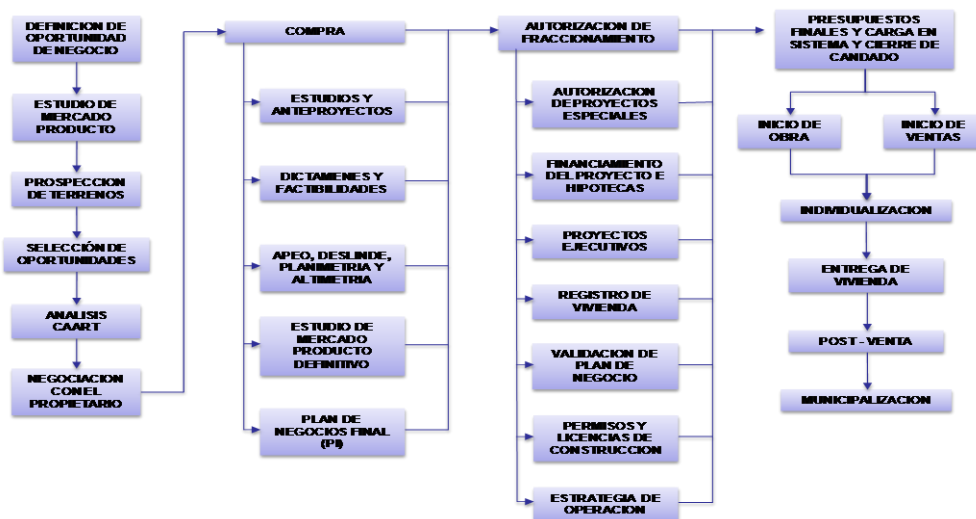 DEFINICION DE
OPORTUNIDAD
DE NEGOCIO
ESTUDIO DE
MERCADO
PRODUCTO
PROSPECCION
DE TERRENOS
SELECCIÓN DE
OPORTUNIDADES
ANALISIS
CAART
NEGOCIACION
CON EL
PROPIETARIO
COMPRA
ESTUDIOS Y
ANTEPROYECTOS
DICTAMENES Y
FACTIBILIDADES
APEO, DESLINDE,
PLANIMETRIA Y
ALTIMETRIA
ESTUDIO DE
MERCADO
PRODUCTO
DEFINITIVO
PLAN DE
NEGOCIOS FINAL
(PI)
AUTORIZACION DE
FRACCIONAMIENTO
AUTORIZACION
DE PROYECTOS
ESPECIALES
FINANCIAMIENTO
DEL PROYECTO E
HIPOTECAS
PROYECTOS
EJECUTIVOS
REGISTRO DE
VIVIENDA
VALIDACION DE
PLAN DE
NEGOCIO
PERMISOS Y
LICENCIAS DE
CONSTRUCCION
ESTRATEGIA DE
OPERACION
PRESUPUESTOS
FINALES Y CARGA EN
SISTEMA Y CIERRE DE
CANDADO
INICIO DE
OBRA
INICIO DE
VENTAS
INDIVIDUALIZACION
ENTREGA DE
VIVIENDA
POST - VENTA
MUNICIPALIZACION